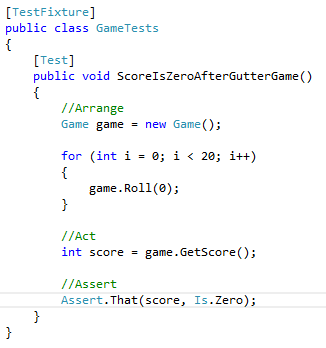 [TestFixture]
public class GameTests
{
    [Test]
    public void ScoreIsZeroAfterGutterGame()
    {
        //Arrange
        Game game = new Game();

        for (int i = 0; i < 20; i++)
        {
            game.Roll(0);
        }

        //Act
        int score = game.GetScore();

        //Assert
        Assert.That(score, Is.Zero);
    }
}